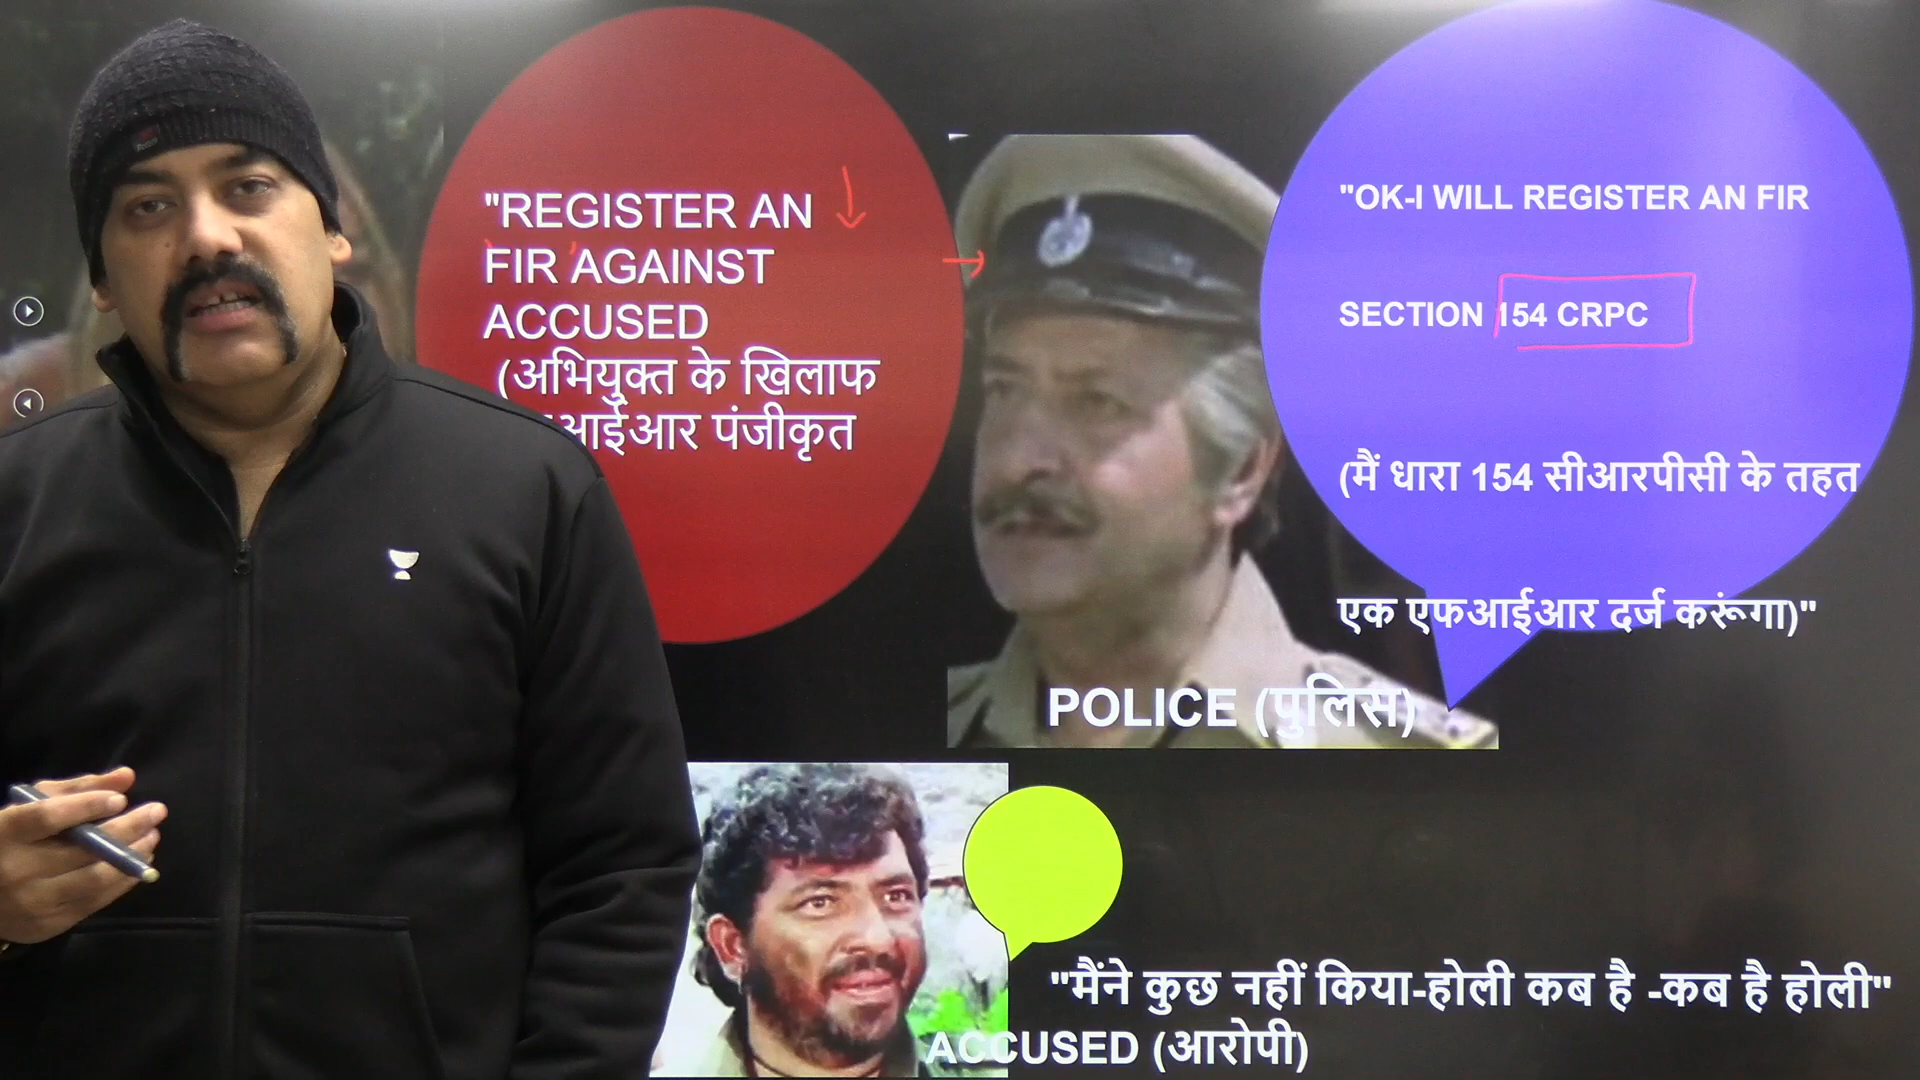 "REGISTER AN
FIR AGAINST
ACCUSED
(अभियुक्त के खिलाफ
आईआर पंजीकृत
"OK-I WILL REGISTER AN FIR
SECTION 154 CRPC
(मैं धारा 154 सीआरपीसी के तहत
एक एफआईआर दर्ज करूंगा)"
POLICE (पुलिस)
"मैंने कुछ नहीं किया-होली कब है -कब है होली"
ACCUSED (आरोपी)